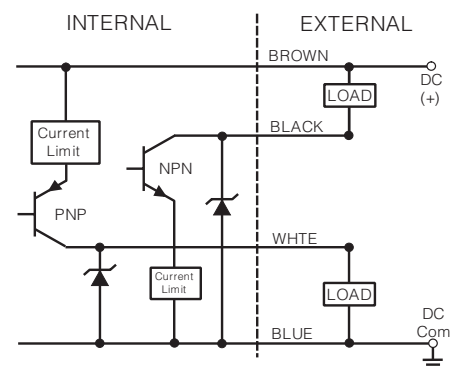 INTERNAL
EXTERNAL
BROWN
DC
(+)
LOAD
BLACK
Current
Limit
NPN
PNP
WHTE
Current
Limit
LOAD
DC
Com
BLUE